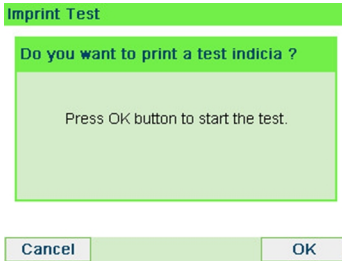 Imprint Test
Do you want to print a test indicia ?
Press OK button to start the test.
Cancel
OK